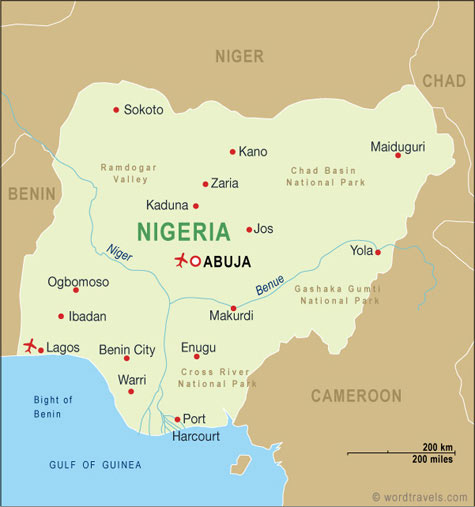 NIGER
CHAD
Sokoto
Kano
Maiduguri
Ramdogar
Valley
Chad Basin
National Park
Zaria
BENIN
Kaduna
NIGERIA
Jos
Niger
ABUJA
Yola
Benue
Ogbomoso
Gashaka Gumti
National Park
Makurdi
Ibadan
Lagos
Benin City
Enugu
Cross River
National Park
Warri
CAMEROON
Bight of
Benin
Port
Harcourt
200 km
200 miles
GULF OF GUINEA
© wordtravels.com